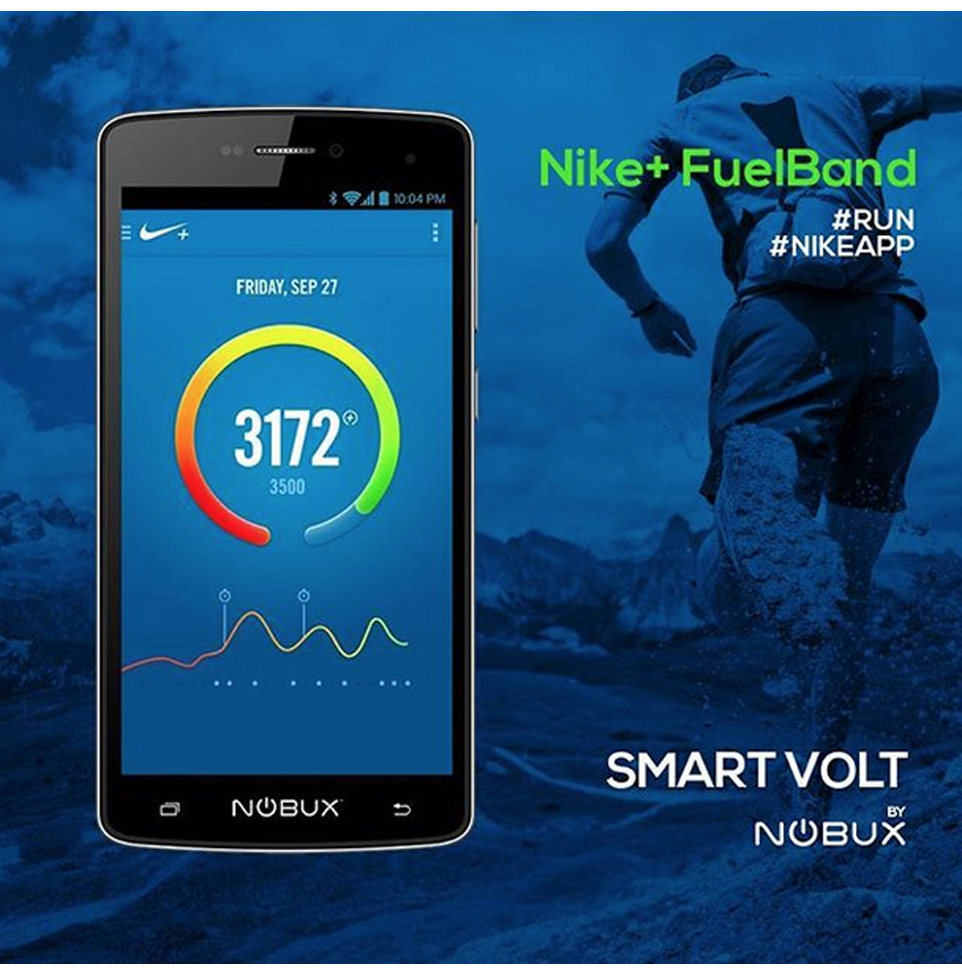 10:04 PM
FRIDAY, SEP 27
3172
3500
NOBUX
Nike+ FuelBand
#RUN
#NIKEAPP
SMART VOLT
BY
NOBUX